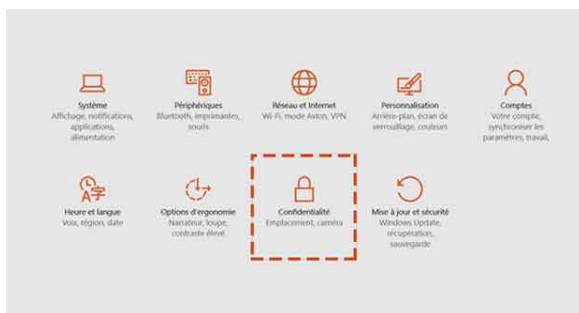 Système
Affichage, notifications,
applications,
alimentation
Périphériques
Bluetooth, imprimantes,
souris
Réseau et Internet
Wi-Fi, mode Avion, VPN
Personnalisation
Arrière-plan, écran de
verrouillage, couleurs
Comptes
Votre compte,
synchroniser les
paramètres, travail,
Heure et langue
Voix, région, date
Options d'ergonomie
Narrateur, loupe,
contraste élevé
Confidentialité
Emplacement, caméra
Mise à jour et sécurité
Windows Update,
récupération,
sauvegarde